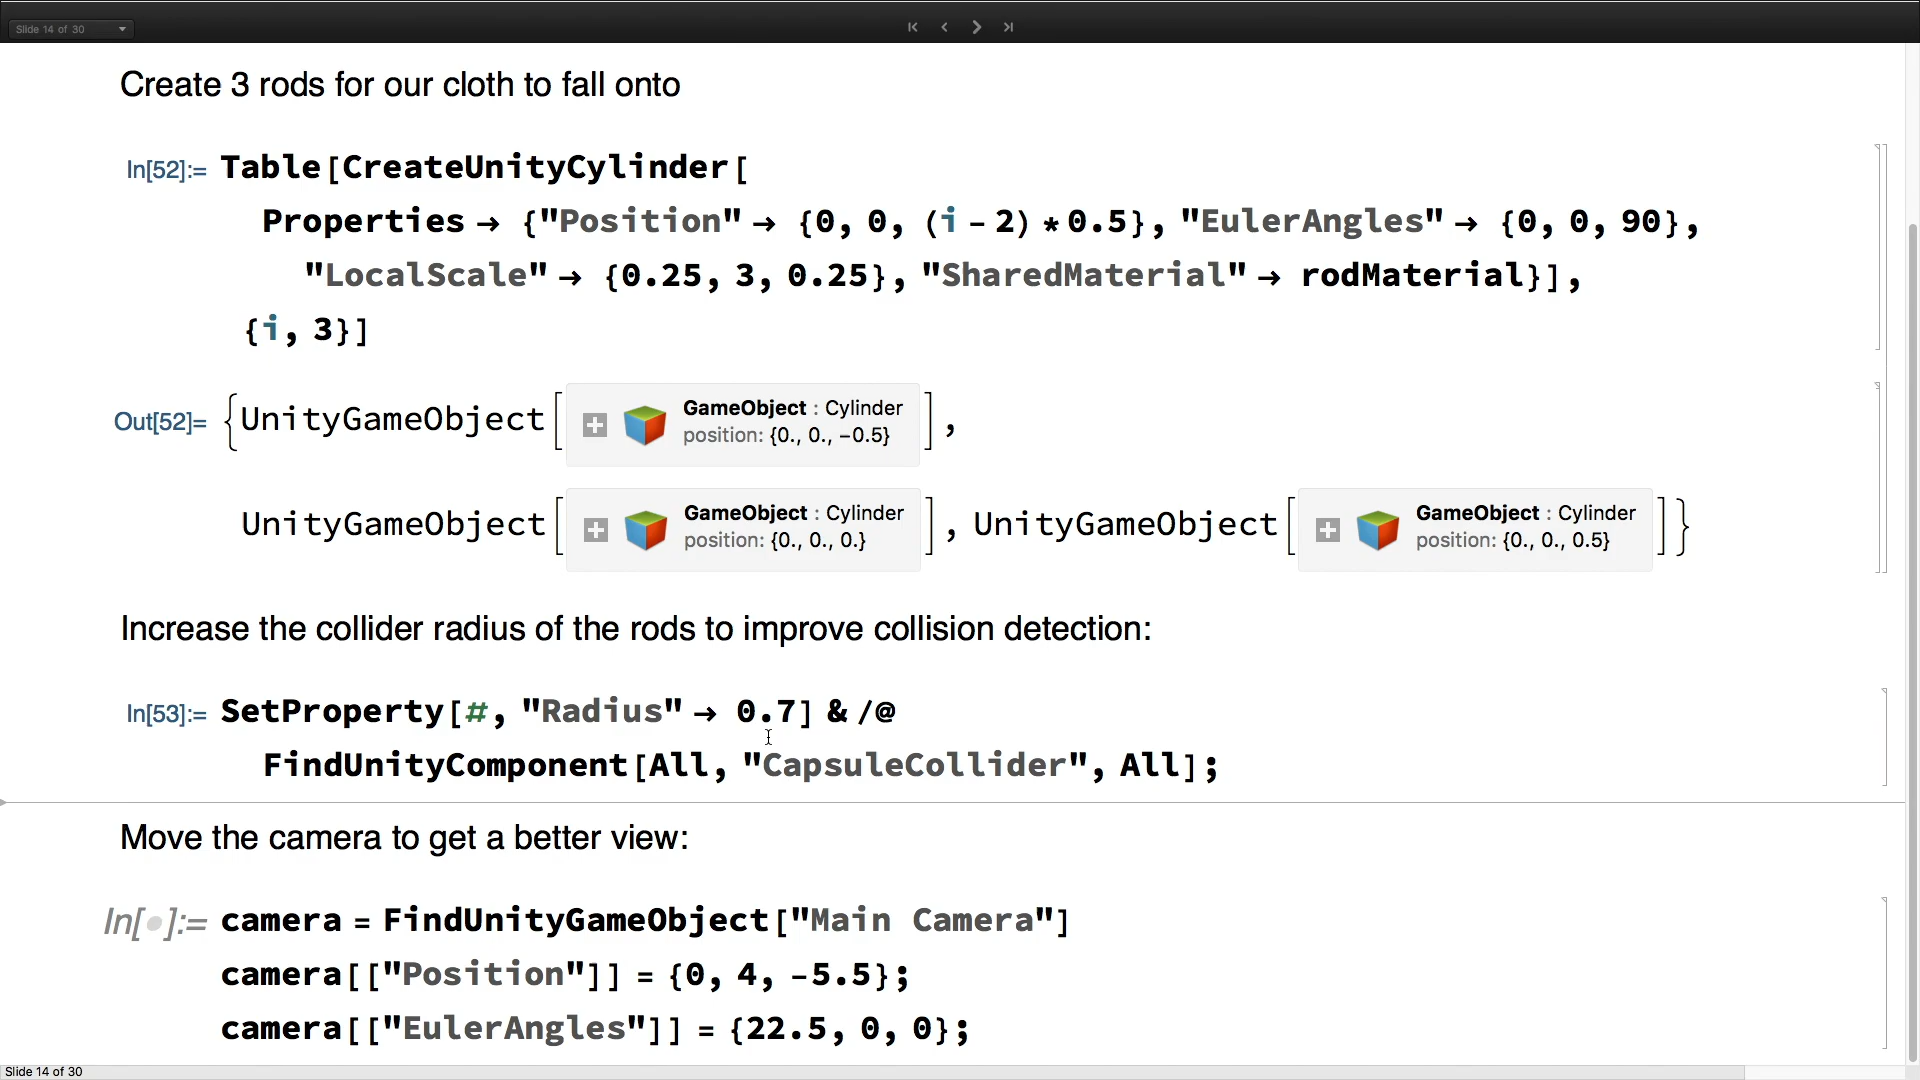 Slide 14 of 30
Create 3 rods for our cloth to fall onto
In[52]:= Table[CreateUnityCylinder[
Properties → {"Position" → {0, 0, (i - 2) * 0.5}, "EulerAngles" → {0, 0, 90},
"LocalScale" → {0.25, 3, 0.25}, "SharedMaterial" → rodMaterial}],
{i, 3}]
Out[52]= {UnityGameObject[ GameObject : Cylinder
position: {0., 0., -0.5} ],
UnityGameObject[ GameObject : Cylinder
position: {0., 0., 0.} ], UnityGameObject[ GameObject : Cylinder
position: {0., 0., 0.5} ]}
Increase the collider radius of the rods to improve collision detection:
In[53]:= SetProperty[#, "Radius" → 0.7] & /@
FindUnityComponent[All, "CapsuleCollider", All];
Move the camera to get a better view:
In[•]:= camera = FindUnityGameObject["Main Camera"]
camera[["Position"]] = {0, 4, -5.5};
camera[["EulerAngles"]] = {22.5, 0, 0};
Slide 14 of 30